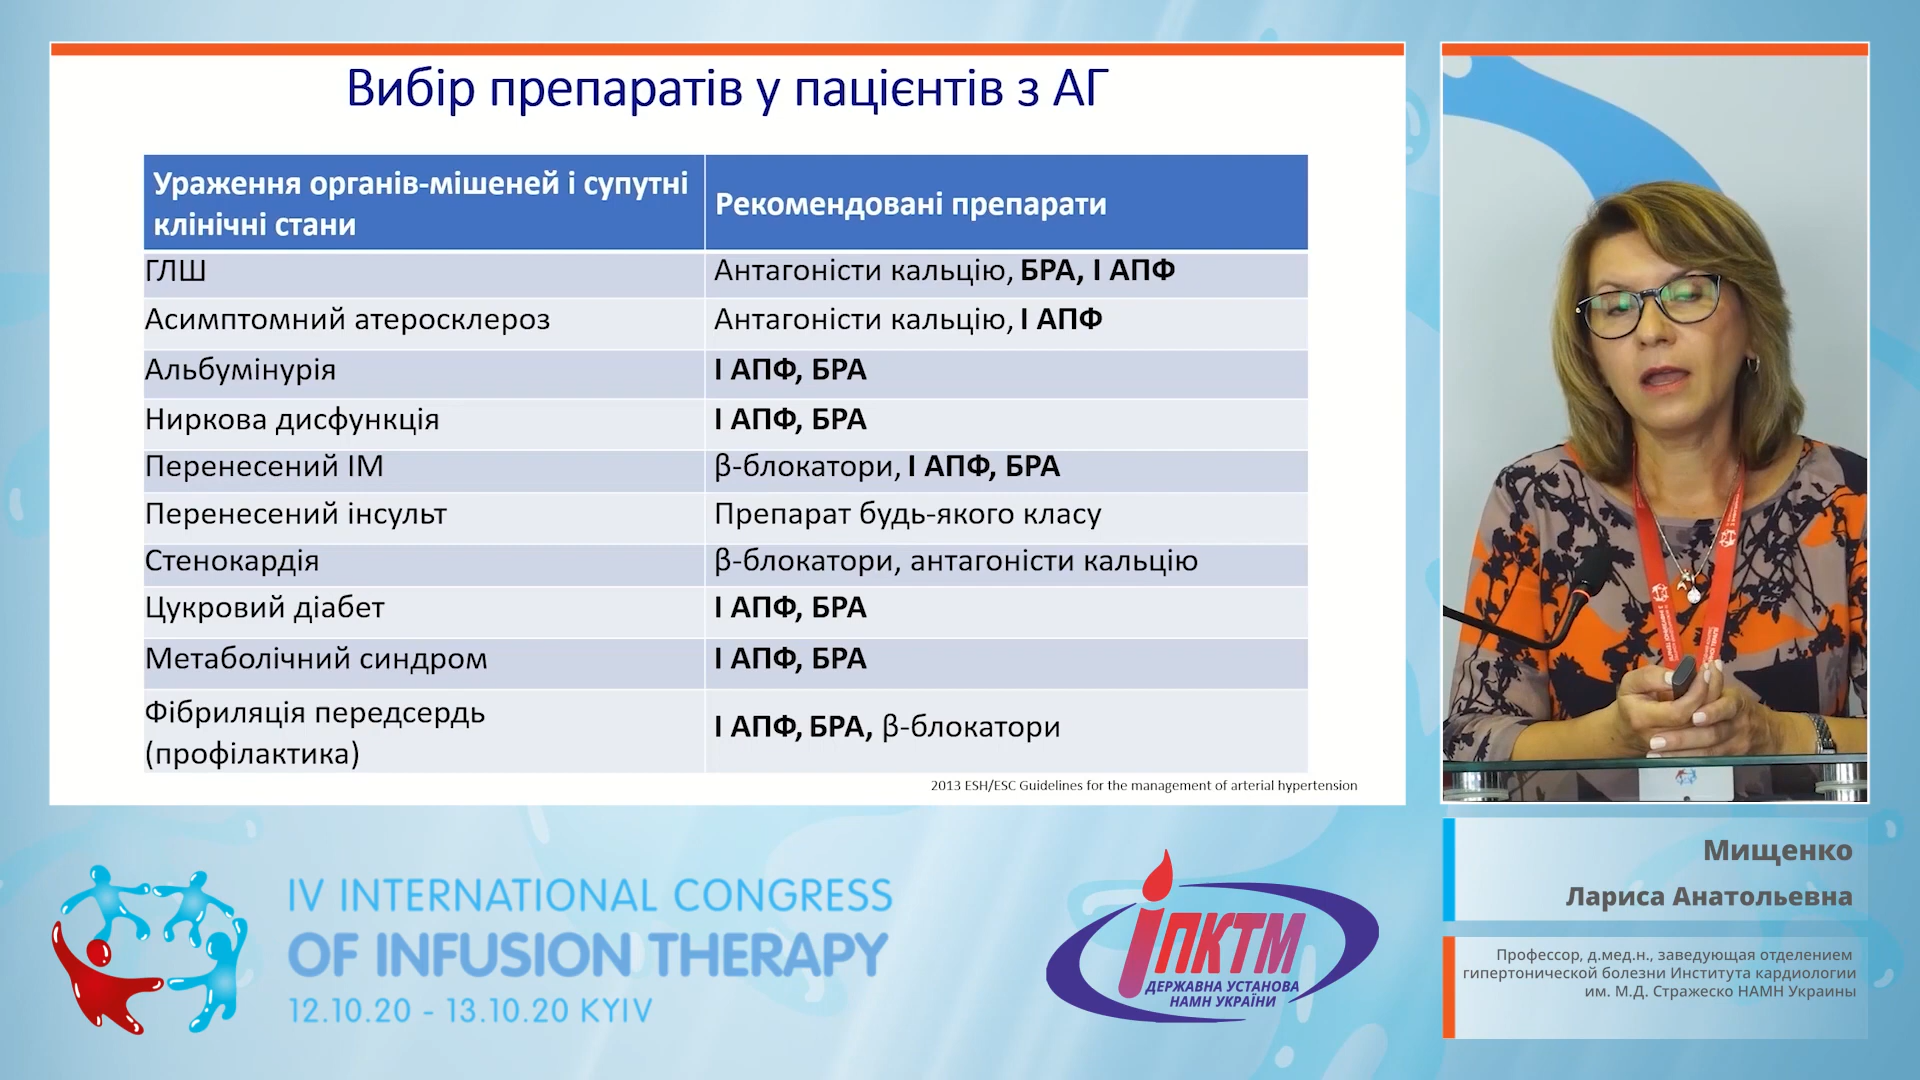 Вибір препаратів у пацієнтів з АГ
Ураження органів-мішеней і супутні
клінічні стани
Рекомендовані препарати
ГЛШ
Антагоністи кальцію, БРА, І АПФ
Асимптомний атеросклероз
Антагоністи кальцію, І АПФ
Альбумінурія
І АПФ, БРА
Ниркова дисфункція
І АПФ, БРА
Перенесений ІМ
β-блокатори, І АПФ, БРА
Перенесений інсульт
Препарат будь-якого класу
Стенокардія
β-блокатори, антагоністи кальцію
Цукровий діабет
І АПФ, БРА
Метаболічний синдром
І АПФ, БРА
Фібриляція передсердь
(профілактика)
І АПФ, БРА, β-блокатори
2013 ESH/ESC Guidelines for the management of arterial hypertension
IV INTERNATIONAL CONGRESS
OF INFUSION THERAPY
12.10.20 - 13.10.20 KYIV
ІПКТМ
ДЕРЖАВНА УСТАНОВА
НАМН УКРАЇНИ
Мищенко
Лариса Анатольевна
Профессор, д.мед.н., заведующая отделением
гипертонической болезни Института кардиологии
им. М.Д. Стражеско НАМН Украины